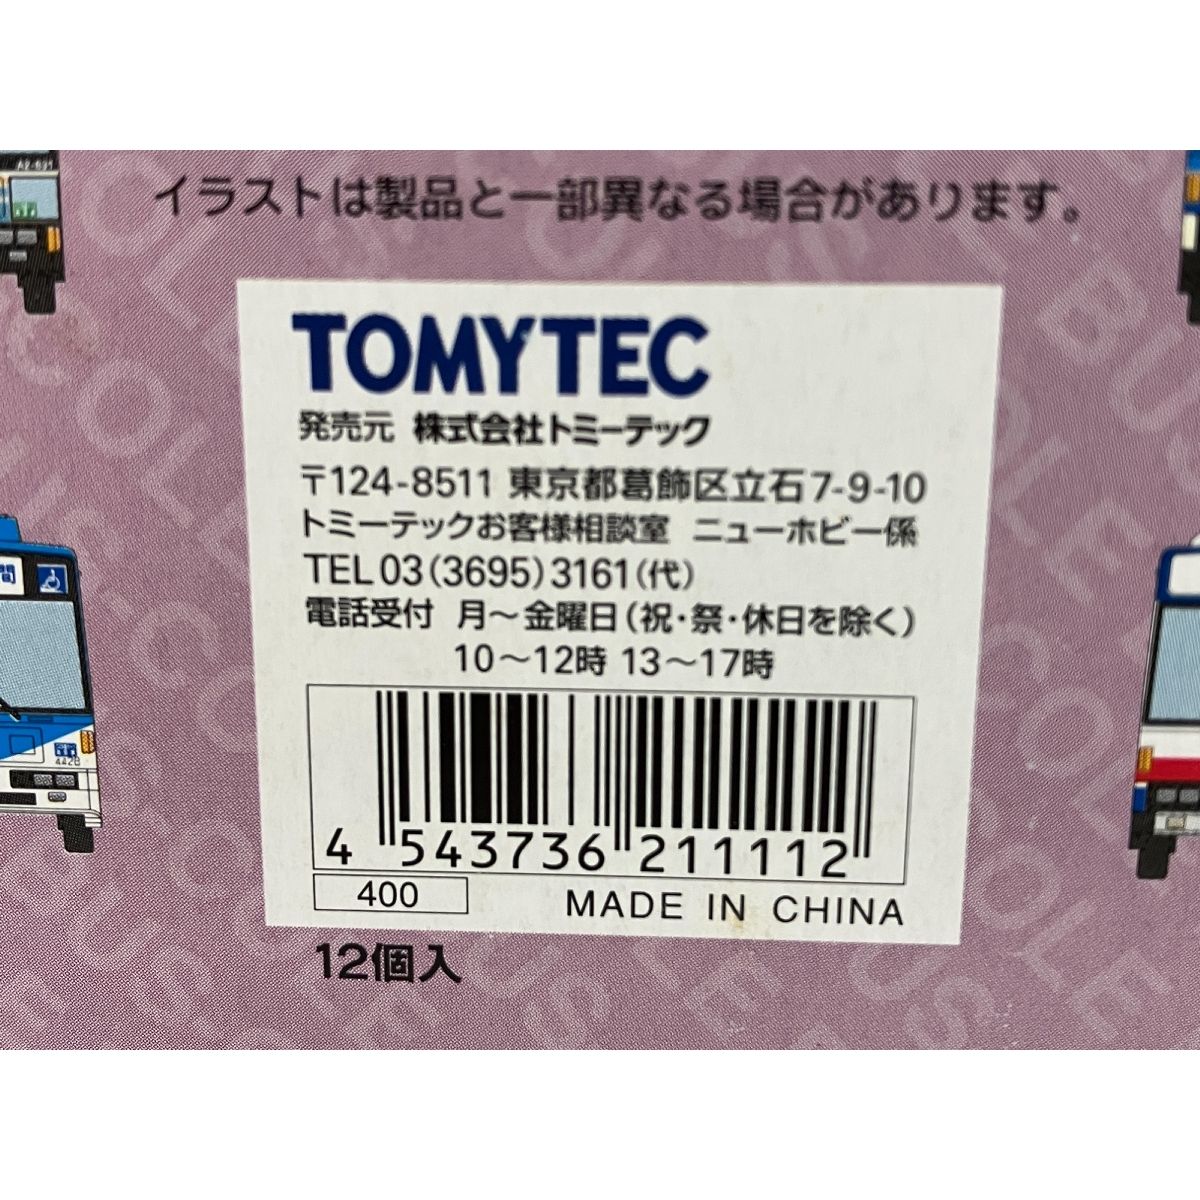 イラストは製品と一部異なる場合があります。
TOMYTEC
発売元 株式会社トミーテック
〒124-8511 東京都葛飾区立石7-9-10
トミーテックお客様相談室 ニューホビー係
TEL03(3695)3161(代)
電話受付 月～金曜日(祝・祭・休日を除く)
10～12時 13～17時
4 543736 211112
400
MADE IN CHINA
12個入
A2-621
間
4428